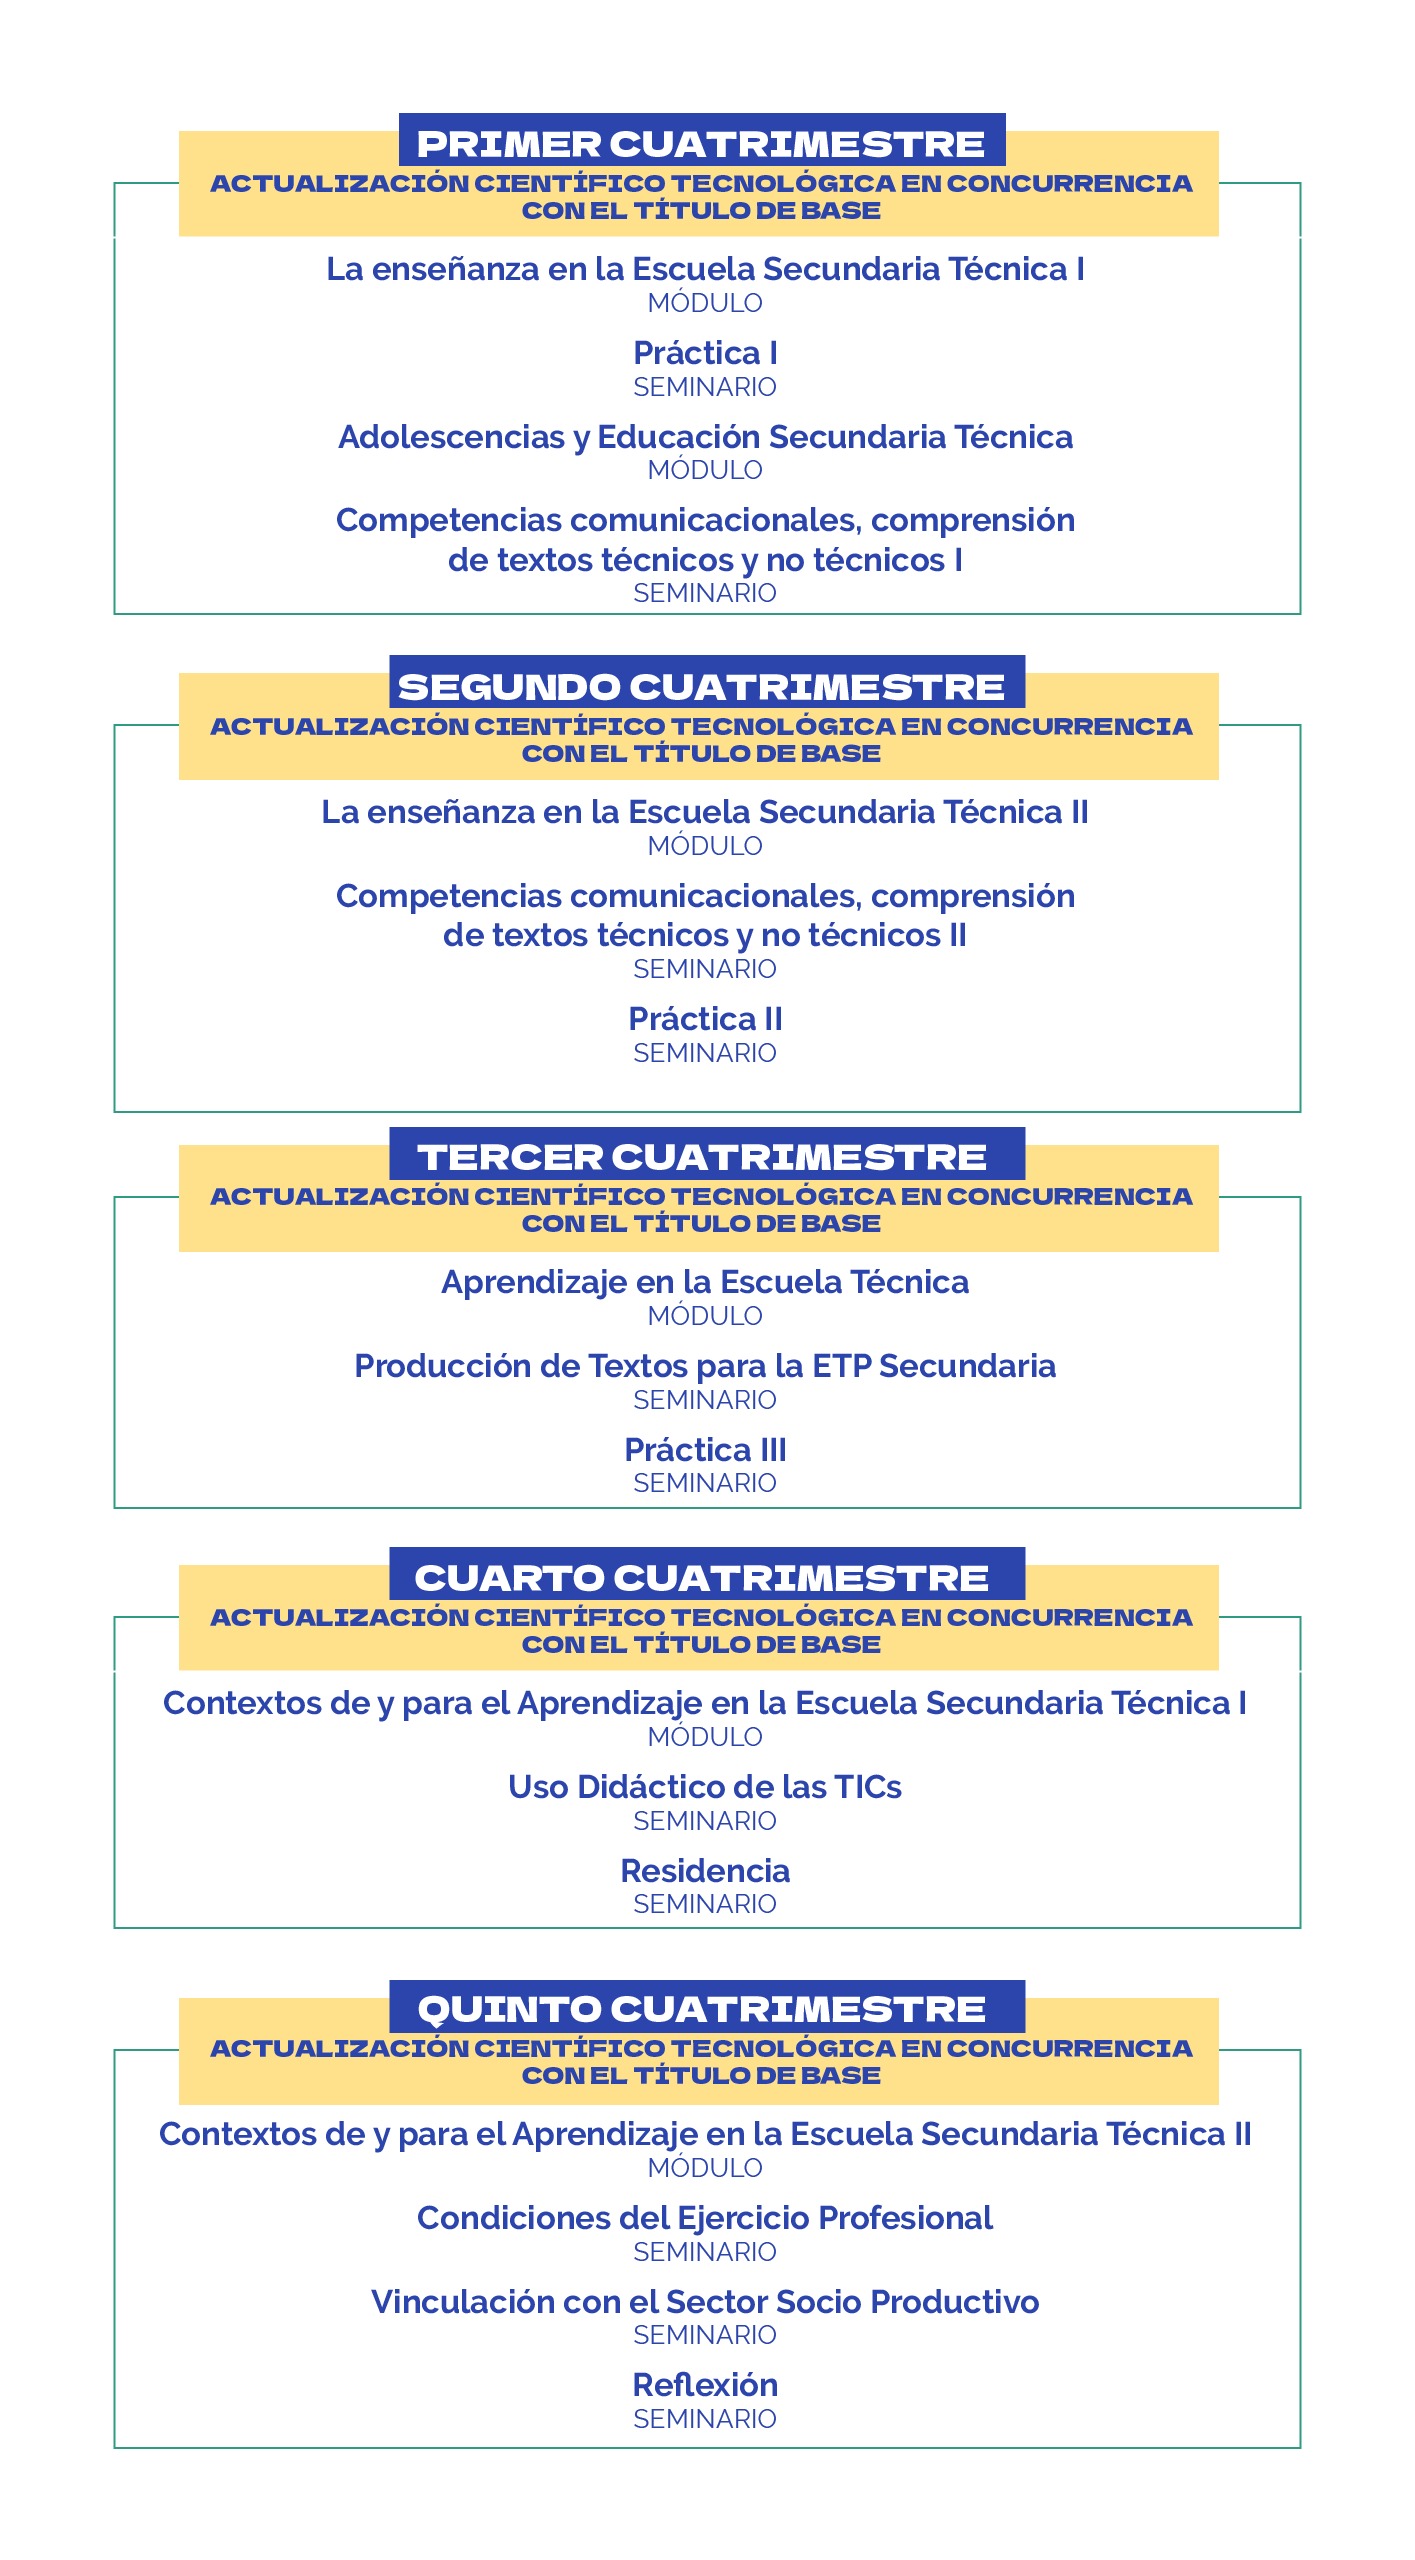 PRIMER CUATRIMESTRE
ACTUALIZACIÓN CIENTÍFICO TECNOLÓGICA EN CONCURRENCIA
CON EL TÍTULO DE BASE
La enseñanza en la Escuela Secundaria Técnica I
MÓDULO
Práctica I
SEMINARIO
Adolescencias y Educación Secundaria Técnica
MÓDULO
Competencias comunicacionales, comprensión
de textos técnicos y no técnicos I
SEMINARIO
SEGUNDO CUATRIMESTRE
ACTUALIZACIÓN CIENTÍFICO TECNOLÓGICA EN CONCURRENCIA
CON EL TÍTULO DE BASE
La enseñanza en la Escuela Secundaria Técnica II
MÓDULO
Competencias comunicacionales, comprensión
de textos técnicos y no técnicos II
SEMINARIO
Práctica II
SEMINARIO
TERCER CUATRIMESTRE
ACTUALIZACIÓN CIENTÍFICO TECNOLÓGICA EN CONCURRENCIA
CON EL TÍTULO DE BASE
Aprendizaje en la Escuela Técnica
MÓDULO
Producción de Textos para la ETP Secundaria
SEMINARIO
Práctica III
SEMINARIO
CUARTO CUATRIMESTRE
ACTUALIZACIÓN CIENTÍFICO TECNOLÓGICA EN CONCURRENCIA
CON EL TÍTULO DE BASE
Contextos de y para el Aprendizaje en la Escuela Secundaria Técnica I
MÓDULO
Uso Didáctico de las TICs
SEMINARIO
Residencia
SEMINARIO
QUINTO CUATRIMESTRE
ACTUALIZACIÓN CIENTÍFICO TECNOLÓGICA EN CONCURRENCIA
CON EL TÍTULO DE BASE
Contextos de y para el Aprendizaje en la Escuela Secundaria Técnica II
MÓDULO
Condiciones del Ejercicio Profesional
SEMINARIO
Vinculación con el Sector Socio Productivo
SEMINARIO
Reflexión
SEMINARIO